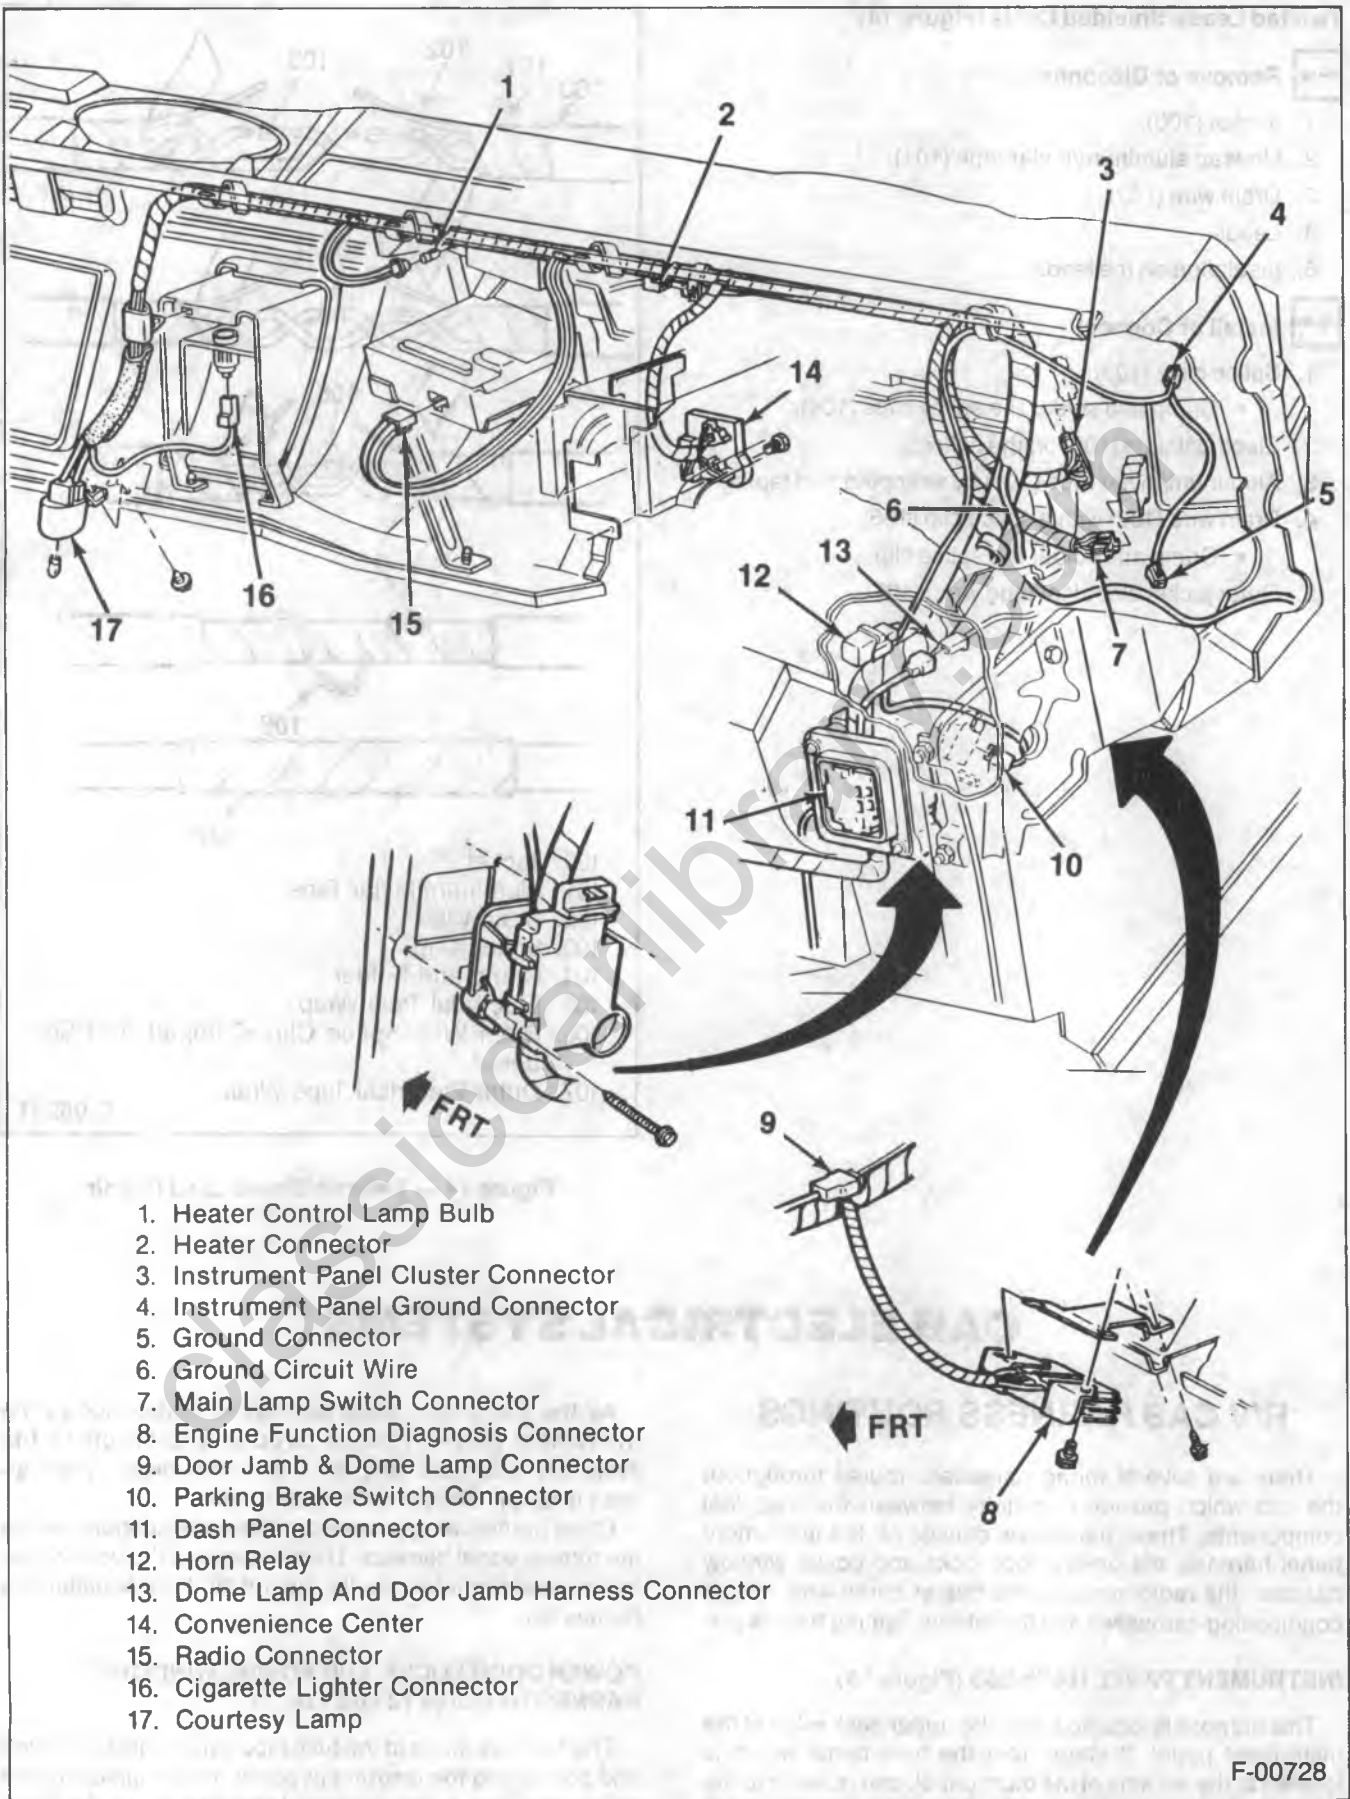 1
2
3
4
5
6
7
8
9
10
11
12
13
14
15
16
17
FRT
FRT
1. Heater Control Lamp Bulb
2. Heater Connector
3. Instrument Panel Cluster Connector
4. Instrument Panel Ground Connector
5. Ground Connector
6. Ground Circuit Wire
7. Main Lamp Switch Connector
8. Engine Function Diagnosis Connector
9. Door Jamb & Dome Lamp Connector
10. Parking Brake Switch Connector
11. Dash Panel Connector
12. Horn Relay
13. Dome Lamp And Door Jamb Harness Connector
14. Convenience Center
15. Radio Connector
16. Cigarette Lighter Connector
17. Courtesy Lamp
F-00728
classiccarlibrary.com